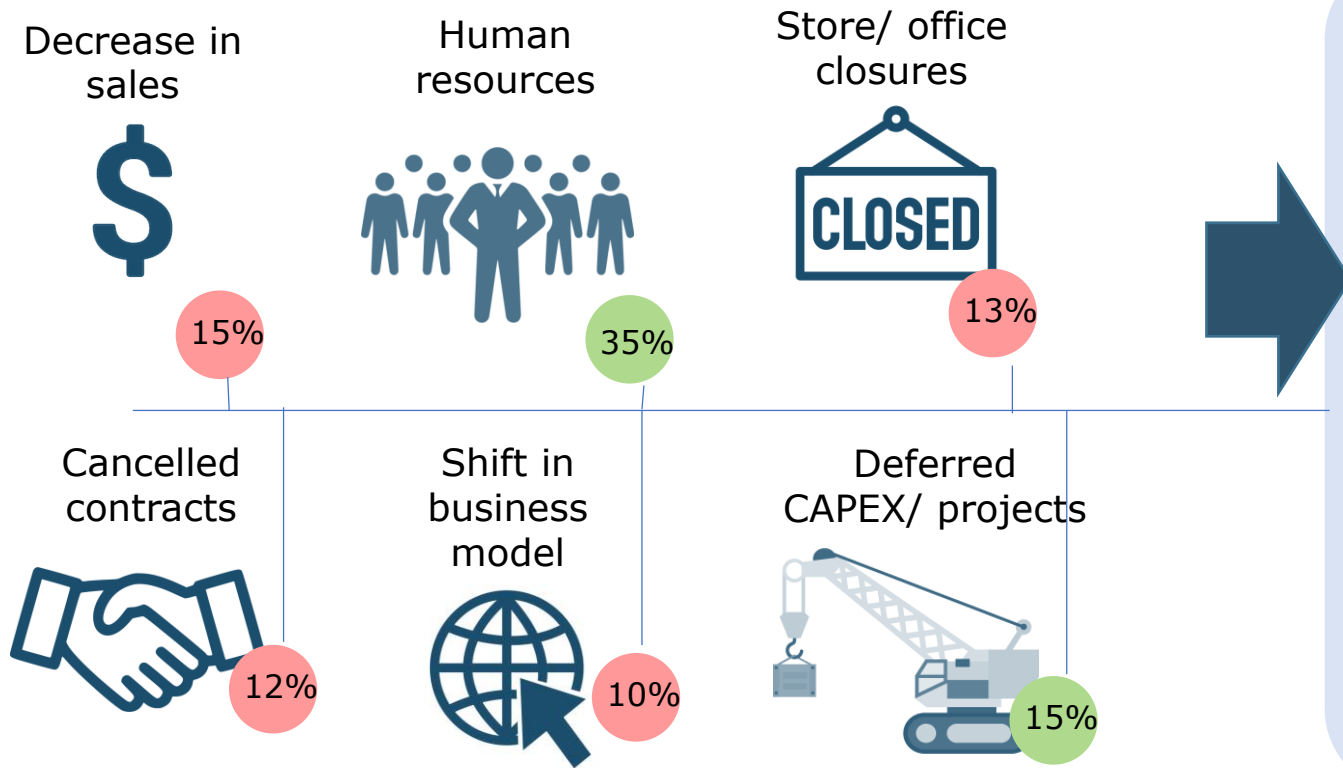 Decrease in
sales
15%
Human
resources
35%
Store/ office
closures
CLOSED
13%
Cancelled
contracts
12%
Shift in
business
model
10%
Deferred
CAPEX/ projects
15%